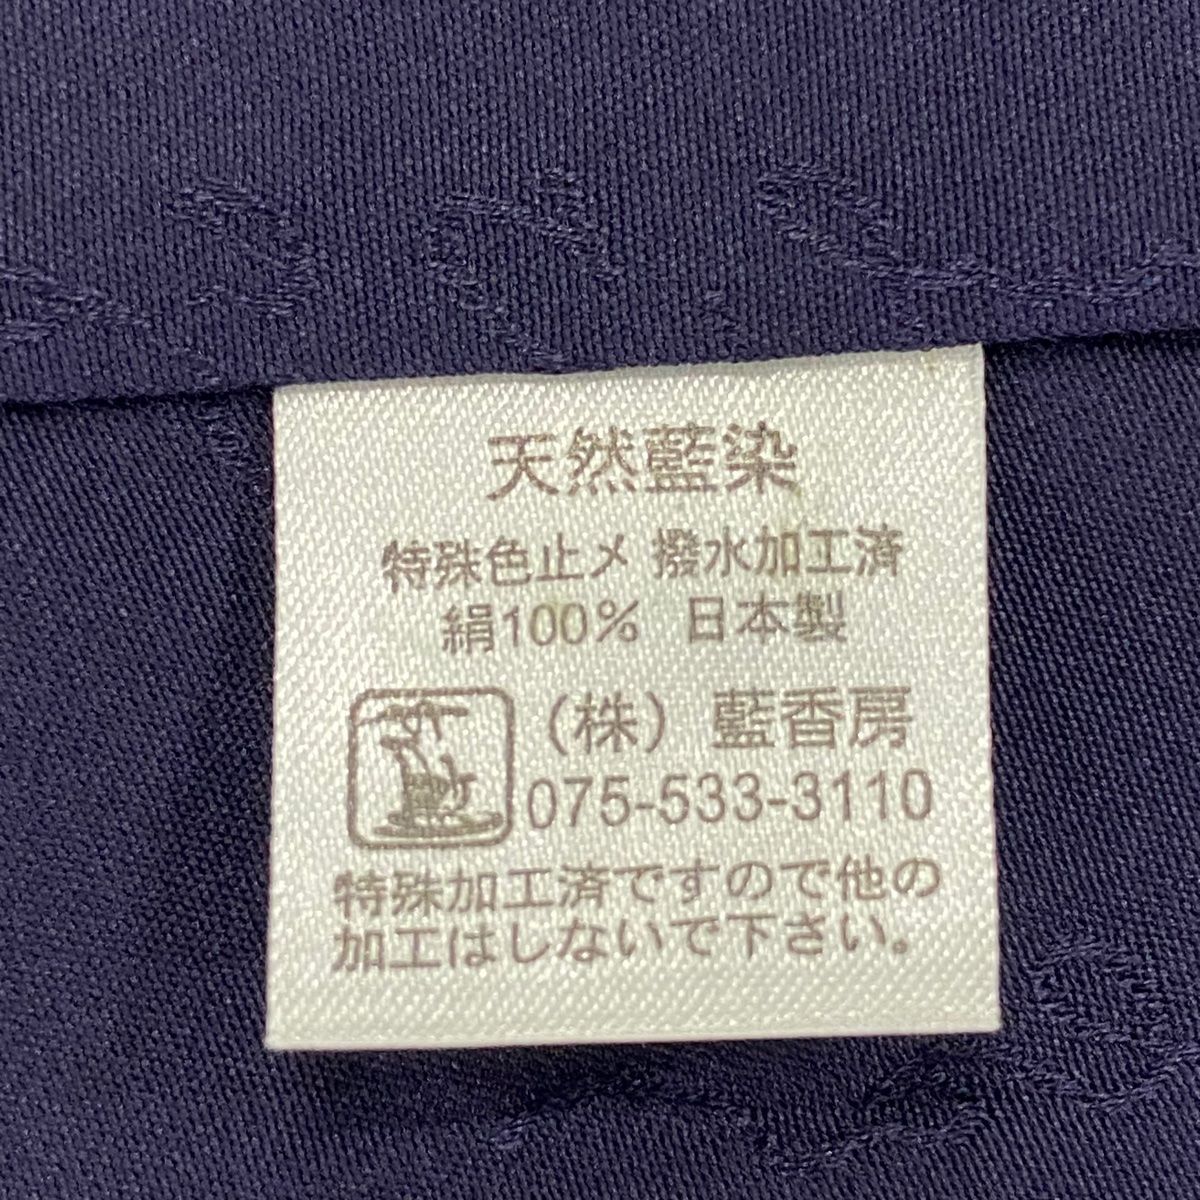 天然藍染
特殊色止メ 撥水加工済
絹100% 日本製
(株) 藍香房
075-533-3110
特殊加工済ですので他の
加工はしないで下さい。